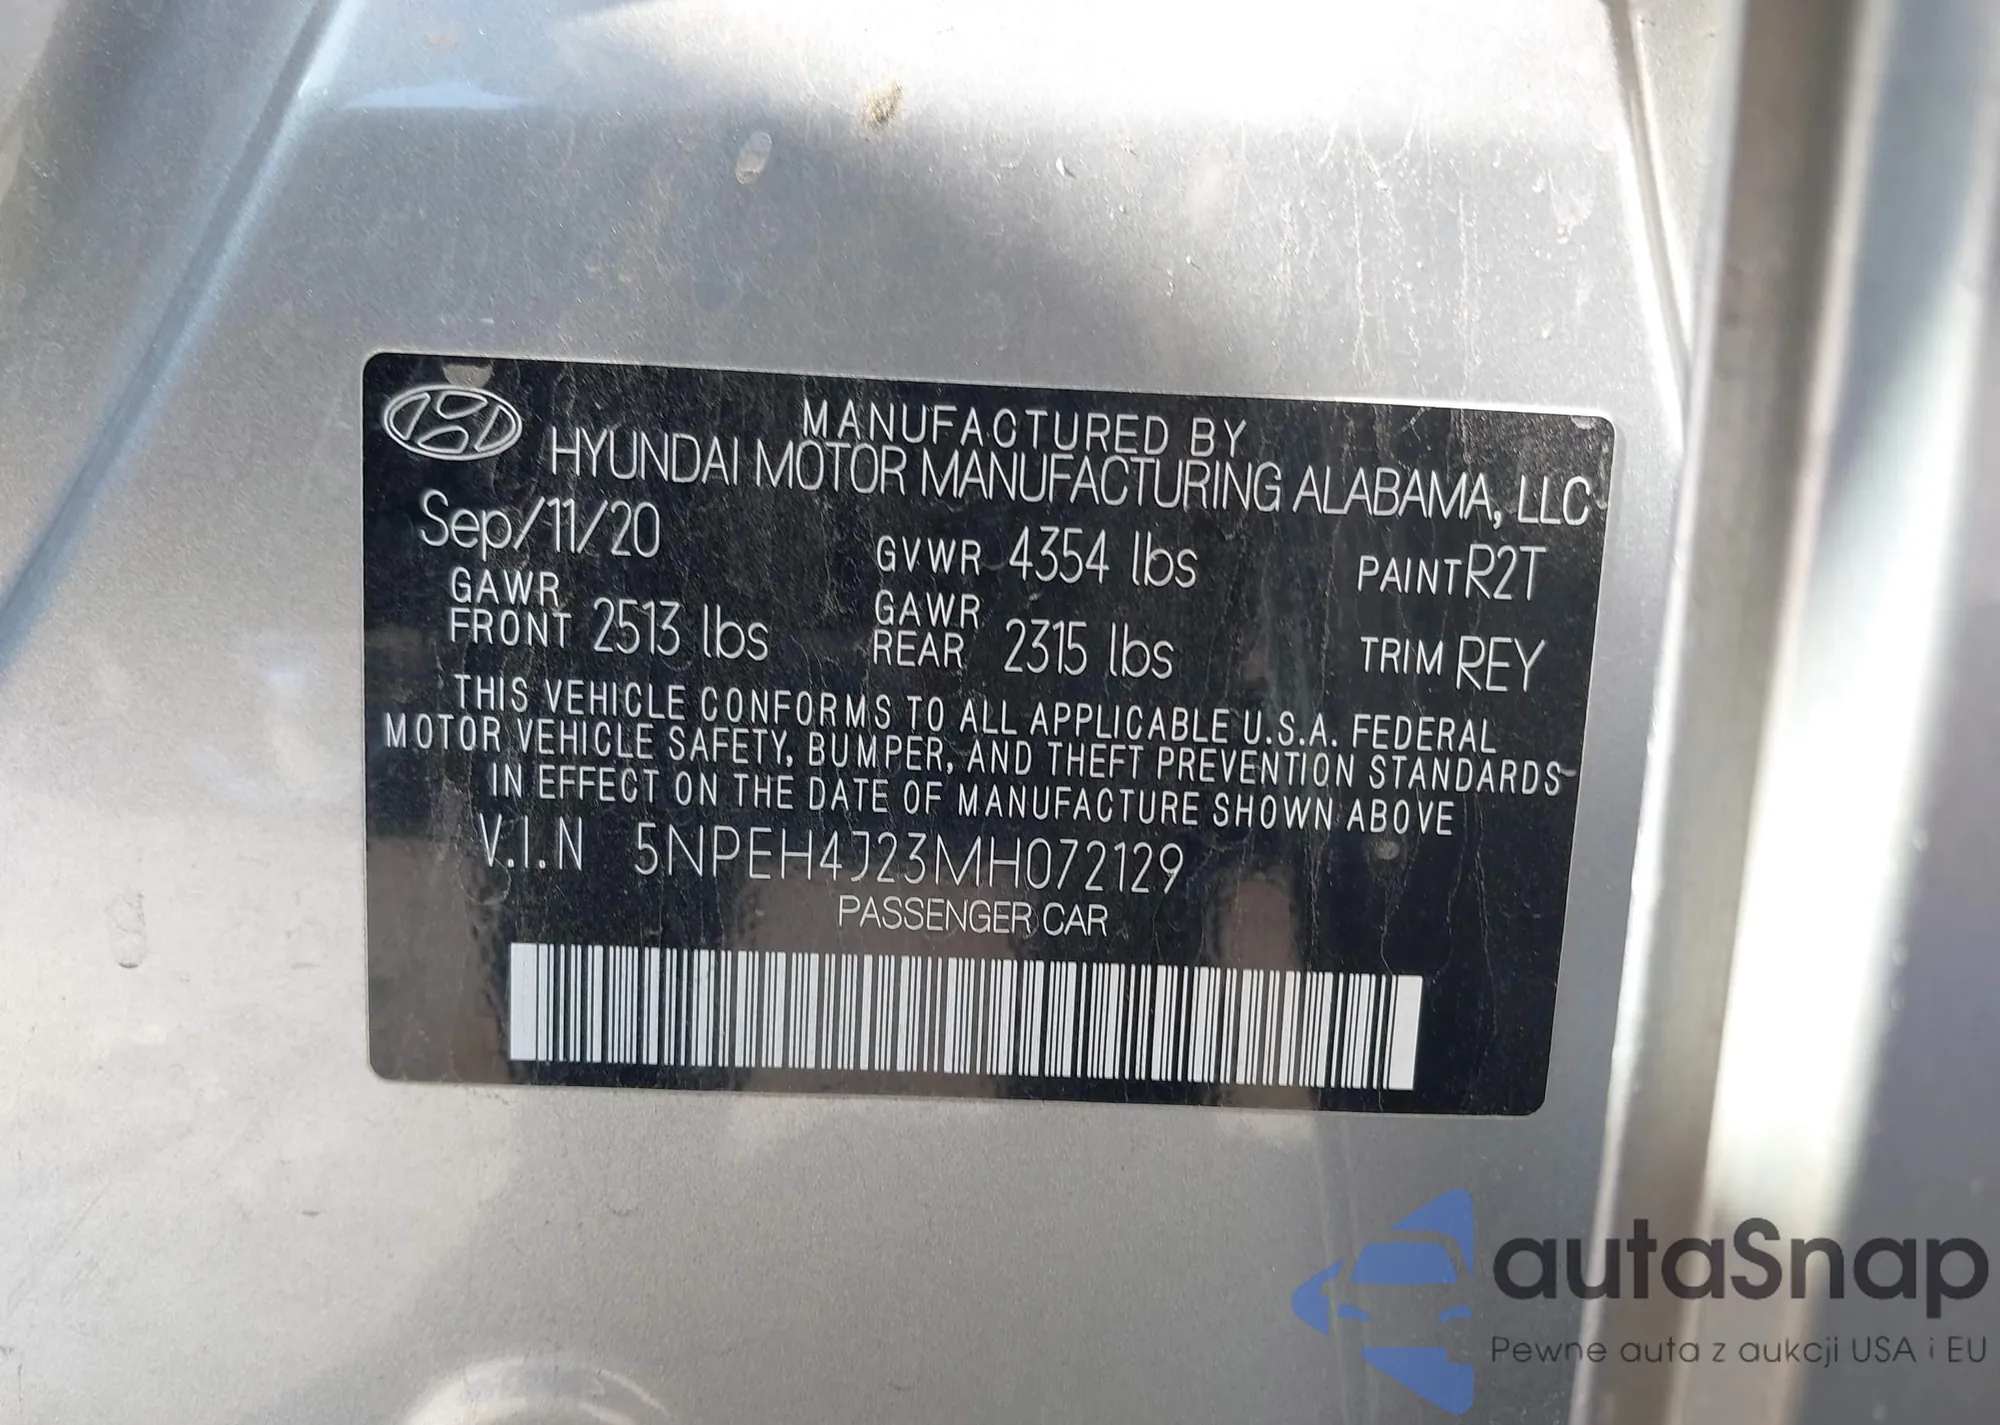 MANUFACTURED BY
HYUNDAI MOTOR MANUFACTURING ALABAMA, LLC
Sep/11/20 GVWR 4354 lbs PAINT R2T
GAWR FRONT 2513 lbs GAWR REAR 2315 lbs TRIM REY
THIS VEHICLE CONFORMS TO ALL APPLICABLE U.S.A. FEDERAL
MOTOR VEHICLE SAFETY, BUMPER, AND THEFT PREVENTION STANDARDS
IN EFFECT ON THE DATE OF MANUFACTURE SHOWN ABOVE
V.I.N 5NPEH4J23MH072129
PASSENGER CAR
autaSnap
Pewne auta z aukcji USA i EU